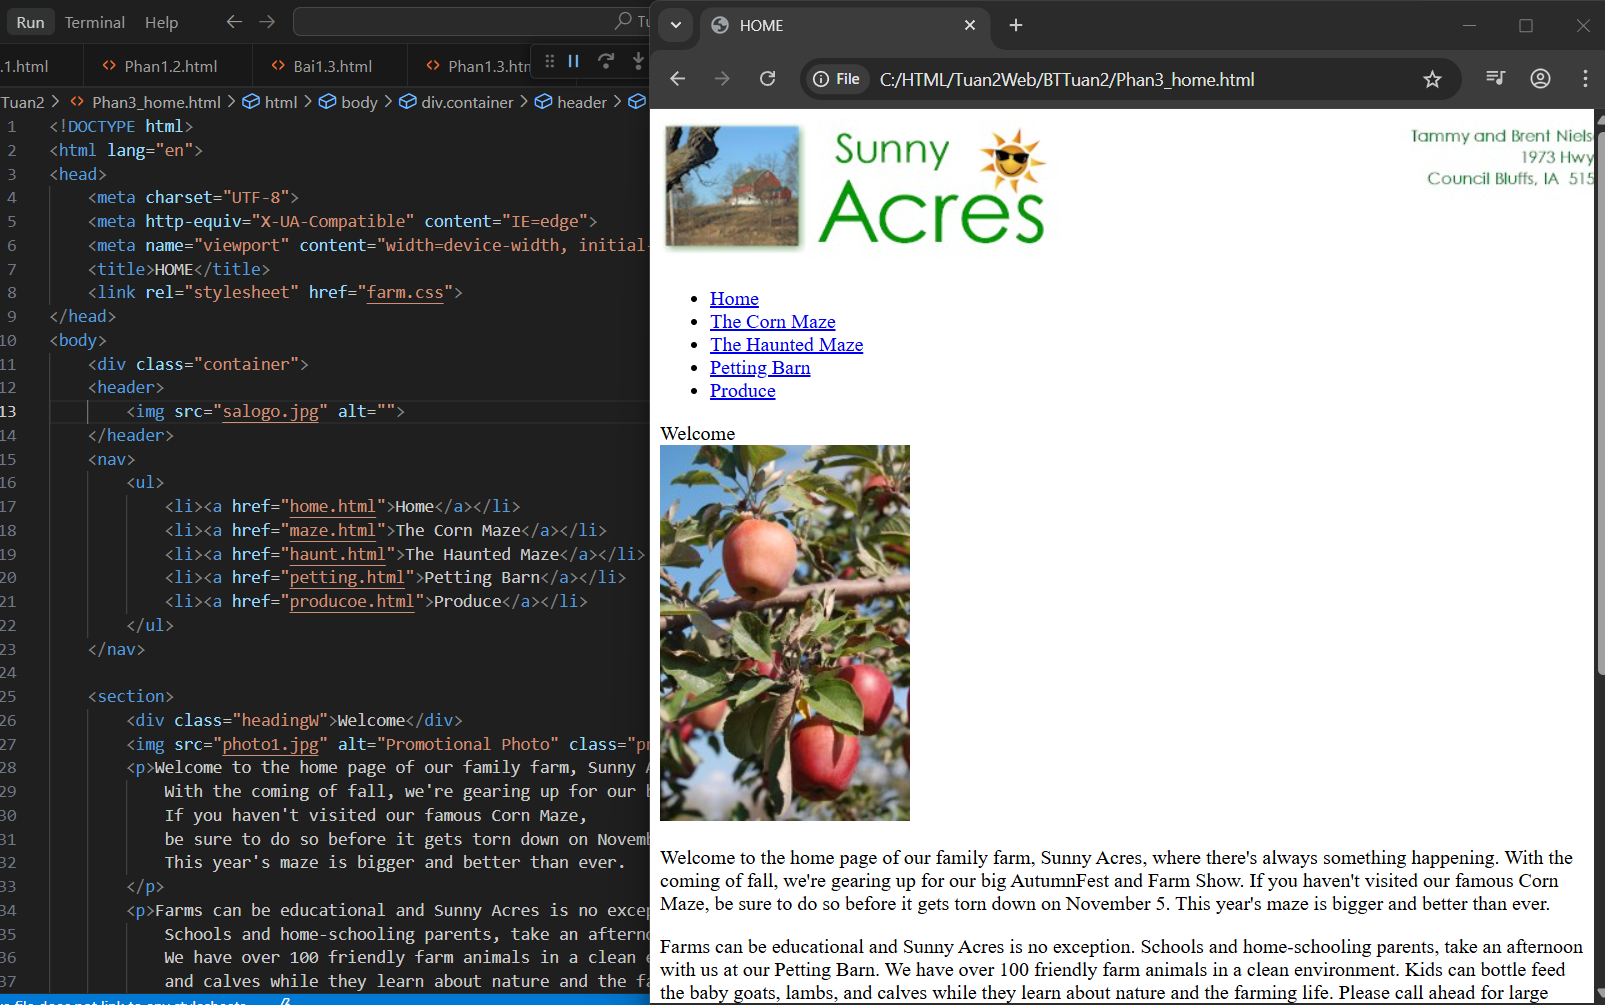 Run Terminal Help
.1.html Phan1.2.html Bai1.3.html Phan1.3.htm
Tuan2 > Phan3_home.html > html > body > div.container > header >
1 <!DOCTYPE html>
2 <html lang="en">
3 <head>
4 <meta charset="UTF-8">
5 <meta http-equiv="X-UA-Compatible" content="IE=edge">
6 <meta name="viewport" content="width=device-width, initial-
7 <title>HOME</title>
8 <link rel="stylesheet" href="farm.css">
9 </head>
10 <body>
11 <div class="container">
12 <header>
13 <img src="salogo.jpg" alt="">
14 </header>
15 <nav>
16 <ul>
17 <li><a href="home.html">Home</a></li>
18 <li><a href="maze.html">The Corn Maze</a></li>
19 <li><a href="haunt.html">The Haunted Maze</a></li>
20 <li><a href="petting.html">Petting Barn</a></li>
21 <li><a href="producoe.html">Produce</a></li>
22 </ul>
23 </nav>
24
25 <section>
26 <div class="headingW">Welcome</div>
27 <img src="photo1.jpg" alt="Promotional Photo" class="pr
28 <p>Welcome to the home page of our family farm, Sunny A
29 With the coming of fall, we're gearing up for our b
30 If you haven't visited our famous Corn Maze,
31 be sure to do so before it gets torn down on Novemb
32 This year's maze is bigger and better than ever.
33 </p>
34 <p>Farms can be educational and Sunny Acres is no excep
35 Schools and home-schooling parents, take an afterno
36 We have over 100 friendly farm animals in a clean e
37 and calves while they learn about nature and the fa
file does not link to any stylesheets
HOME
File C:/HTML/Tuan2Web/BTTuan2/Phan3_home.html
Sunny
Acres
Tammy and Brent Niels
1973 Hwy
Council Bluffs, IA 515
Home
The Corn Maze
The Haunted Maze
Petting Barn
Produce
Welcome
Welcome to the home page of our family farm, Sunny Acres, where there's always something happening. With the
coming of fall, we're gearing up for our big AutumnFest and Farm Show. If you haven't visited our famous Corn
Maze, be sure to do so before it gets torn down on November 5. This year's maze is bigger and better than ever.
Farms can be educational and Sunny Acres is no exception. Schools and home-schooling parents, take an afternoon
with us at our Petting Barn. We have over 100 friendly farm animals in a clean environment. Kids can bottle feed
the baby goats, lambs, and calves while they learn about nature and the farming life. Please call ahead for large